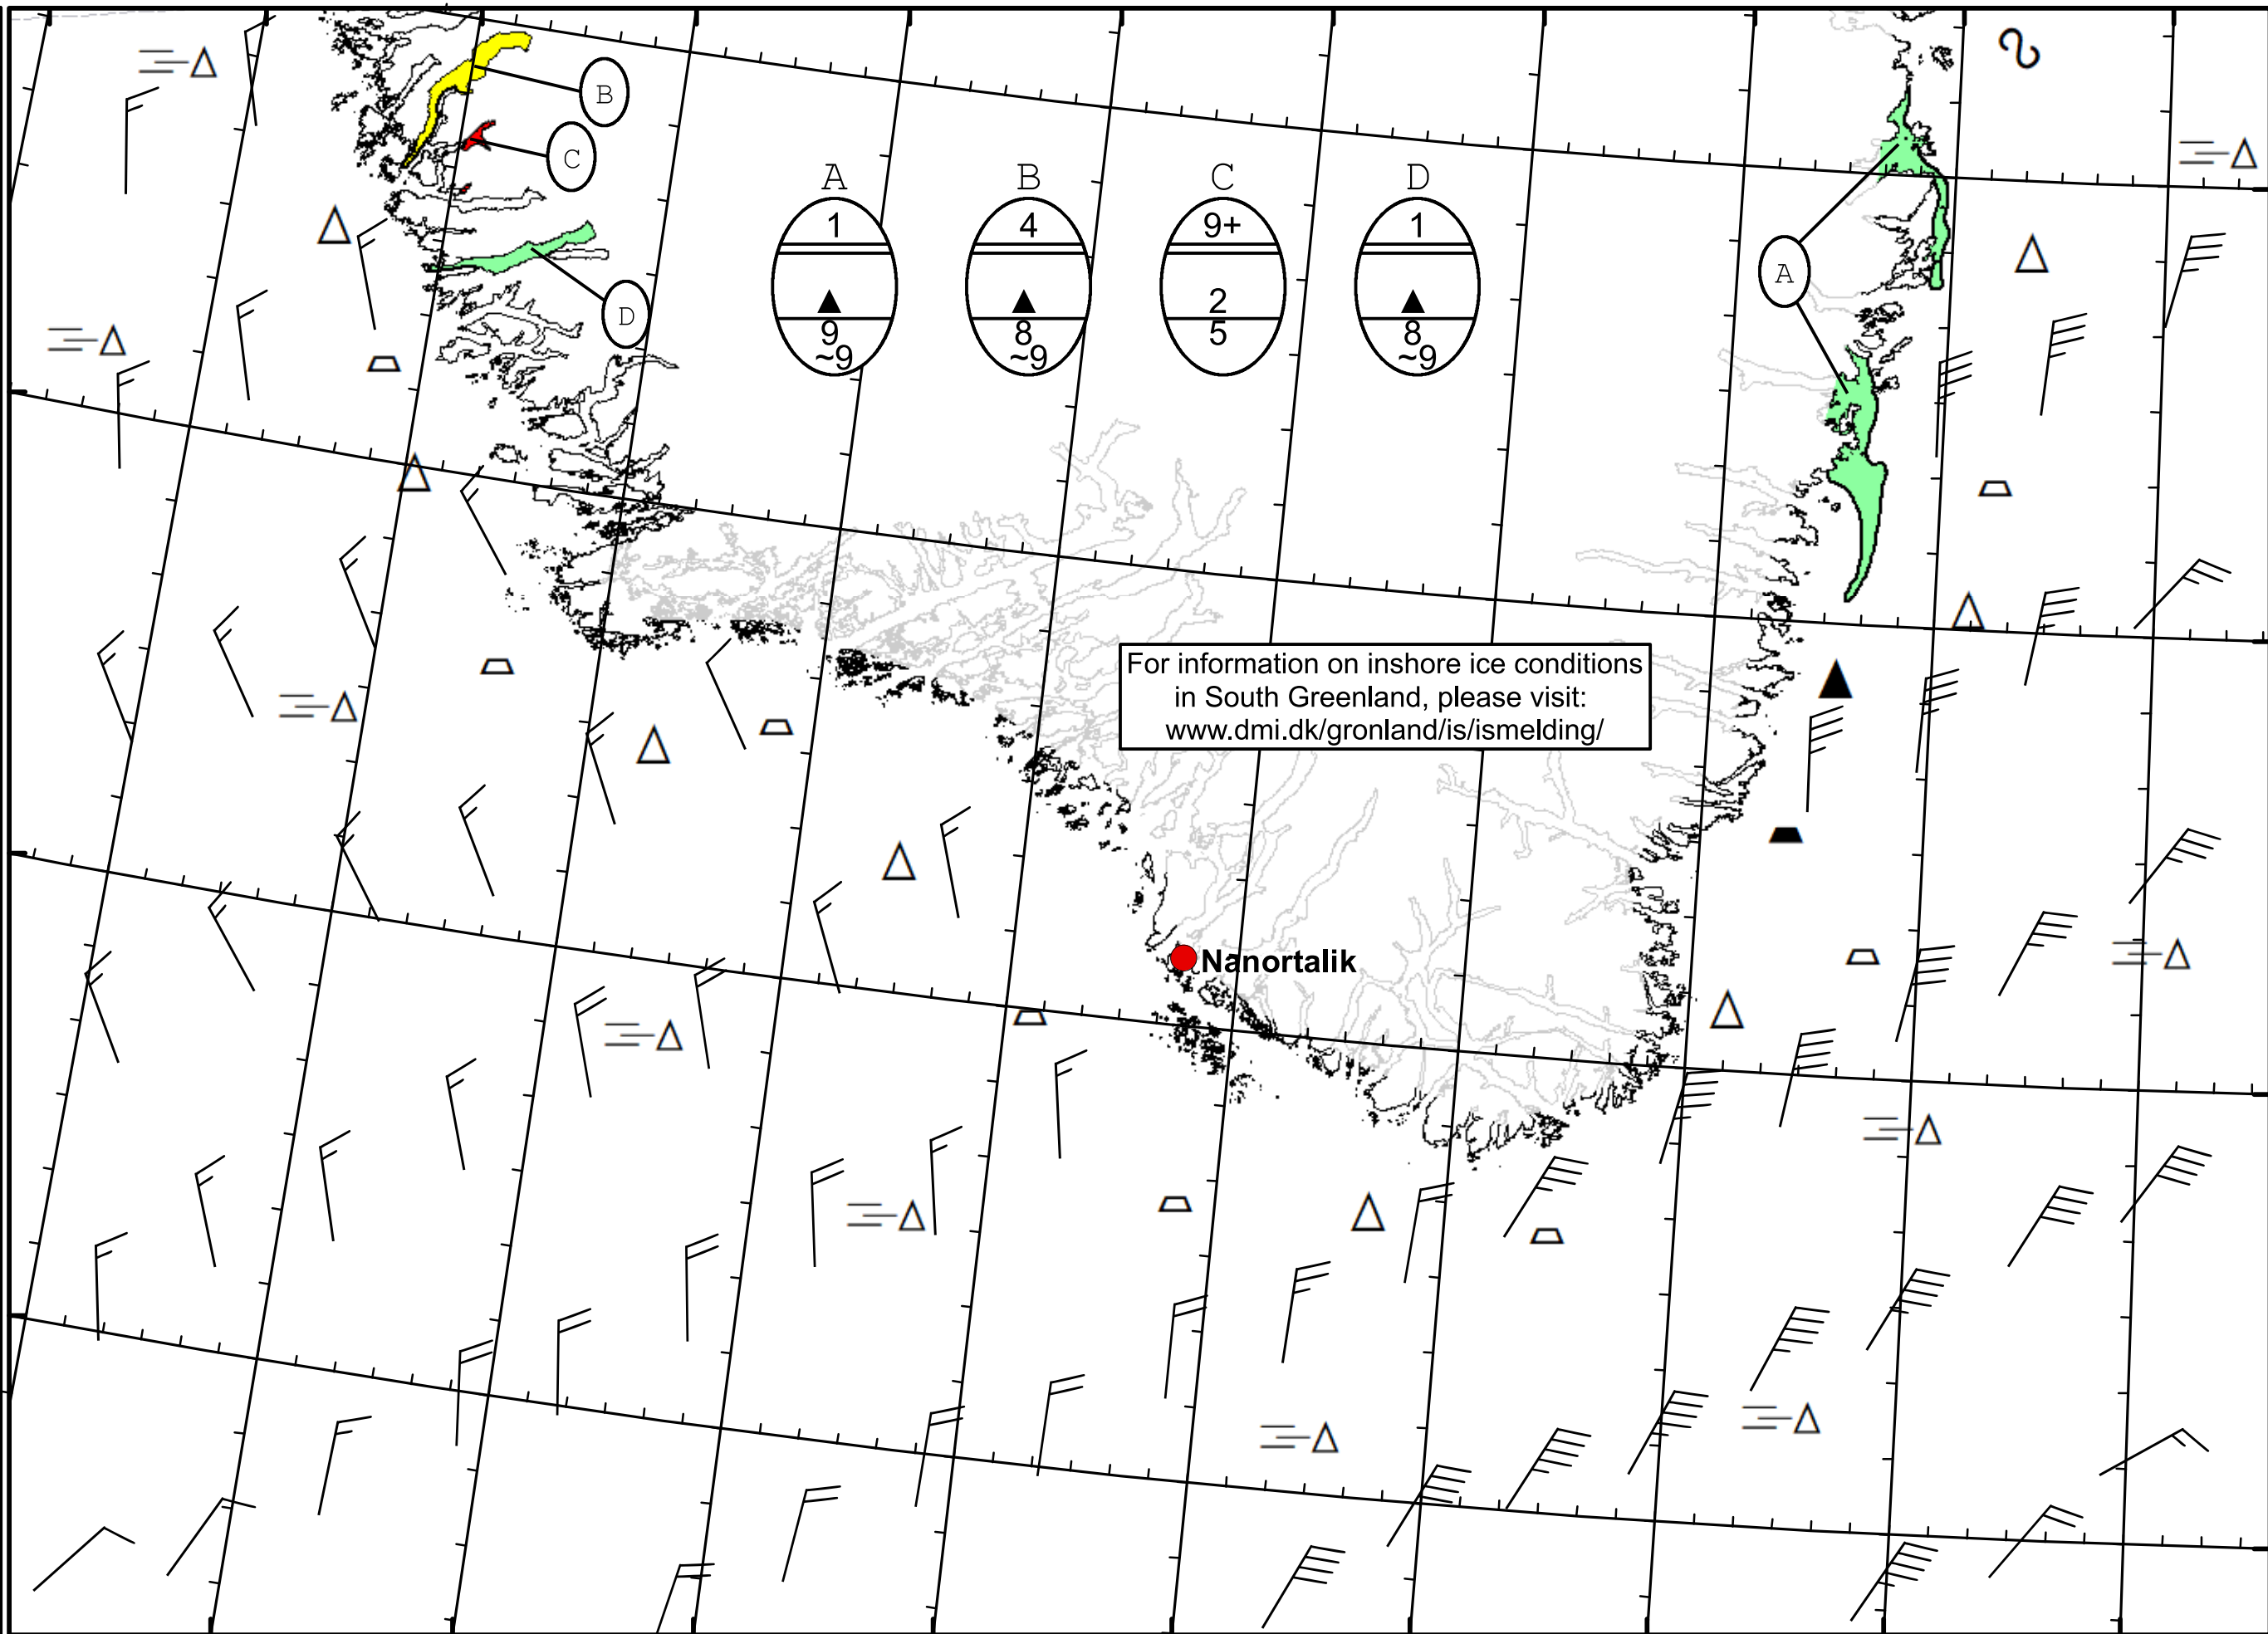 B
C
A B C D
1 4 9+ 1
A
2
9 8 5 8
~9 ~9 ~9
D
For information on inshore ice conditions
in South Greenland, please visit:
www.dmi.dk/gronland/is/ismelding/
Nanortalik